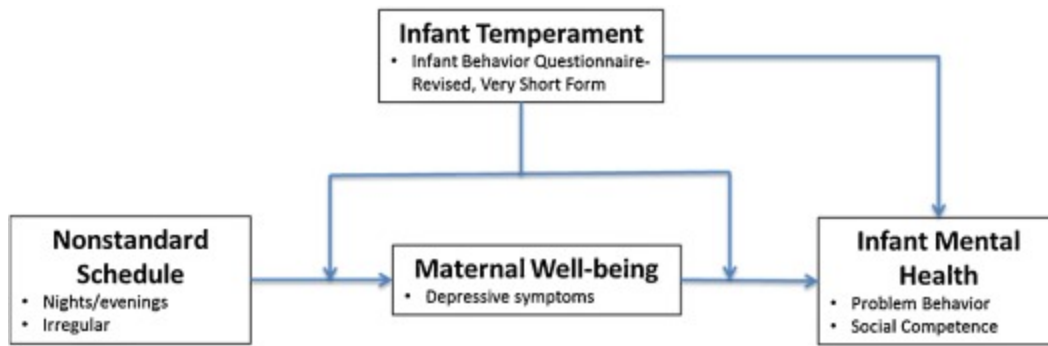 Infant Temperament
• Infant Behavior Questionnaire-
Revised, Very Short Form
Nonstandard
Schedule
• Nights/evenings
• Irregular
Maternal Well-being
• Depressive symptoms
Infant Mental
Health
• Problem Behavior
• Social Competence